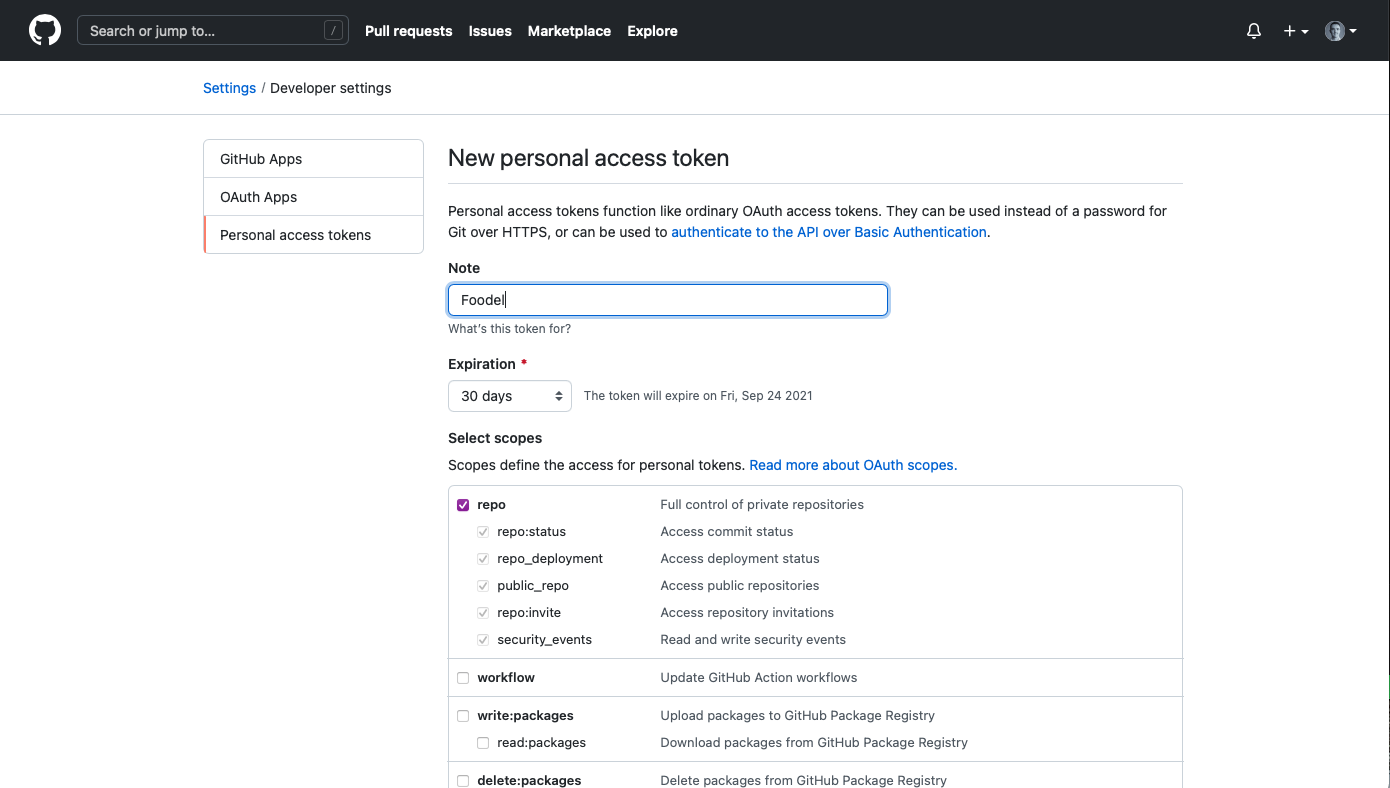 Search or jump to... /
Pull requests Issues Marketplace Explore
Settings / Developer settings
GitHub Apps
OAuth Apps
Personal access tokens
New personal access token
Personal access tokens function like ordinary OAuth access tokens. They can be used instead of a password for
Git over HTTPS, or can be used to authenticate to the API over Basic Authentication.
Note
Foodel
What's this token for?
Expiration *
30 days The token will expire on Fri, Sep 24 2021
Select scopes
Scopes define the access for personal tokens. Read more about OAuth scopes.
repo Full control of private repositories
repo:status Access commit status
repo_deployment Access deployment status
public_repo Access public repositories
repo:invite Access repository invitations
security_events Read and write security events
workflow Update GitHub Action workflows
write:packages Upload packages to GitHub Package Registry
read:packages Download packages from GitHub Package Registry
delete:packages Delete packages from GitHub Package Registry